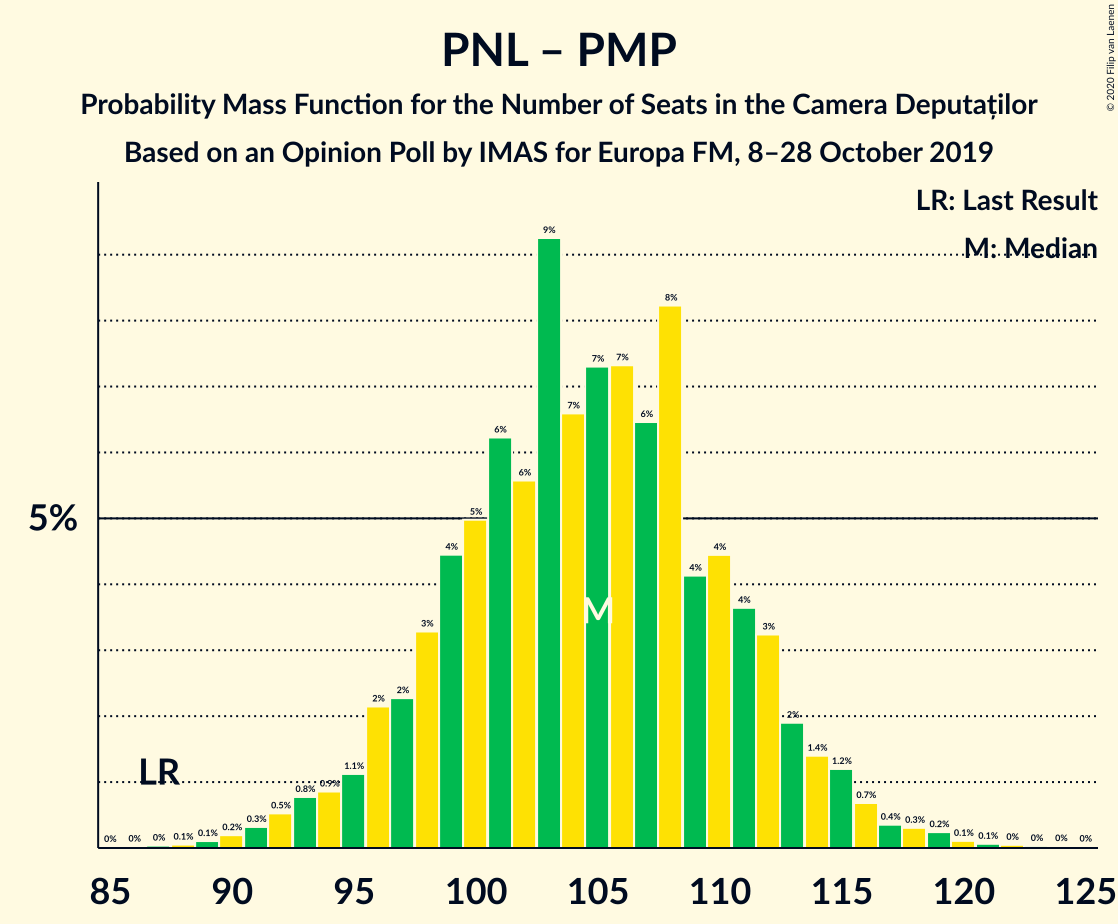 PNL – PMP
Probability Mass Function for the Number of Seats in the Camera Deputaților
Based on an Opinion Poll by IMAS for Europa FM, 8–28 October 2019
© 2020 Filip van Laenen
LR: Last Result
M: Median
5%
LR
M
0% 0% 0% 0.1% 0.1% 0.2% 0.3% 0.5% 0.8% 0.9% 1.1% 2% 2% 3% 4% 5% 6% 6% 9% 7% 7% 7% 6% 8% 4% 4% 4% 3% 2% 1.4% 1.2% 0.7% 0.4% 0.3% 0.2% 0.1% 0.1% 0% 0% 0% 0%
85 90 95 100 105 110 115 120 125